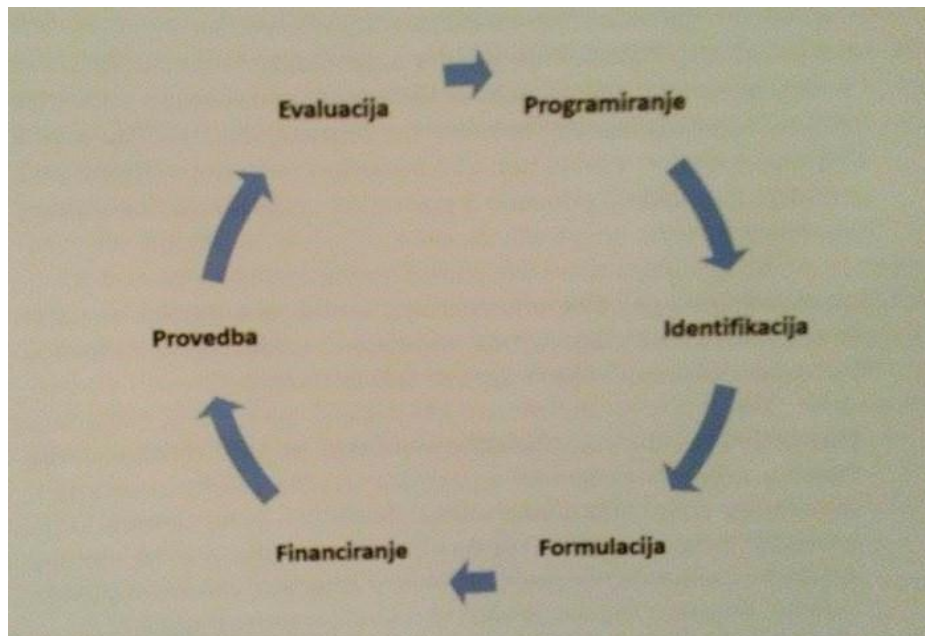 Evaluacija
Programiranje
Identifikacija
Formulacija
Financiranje
Provedba